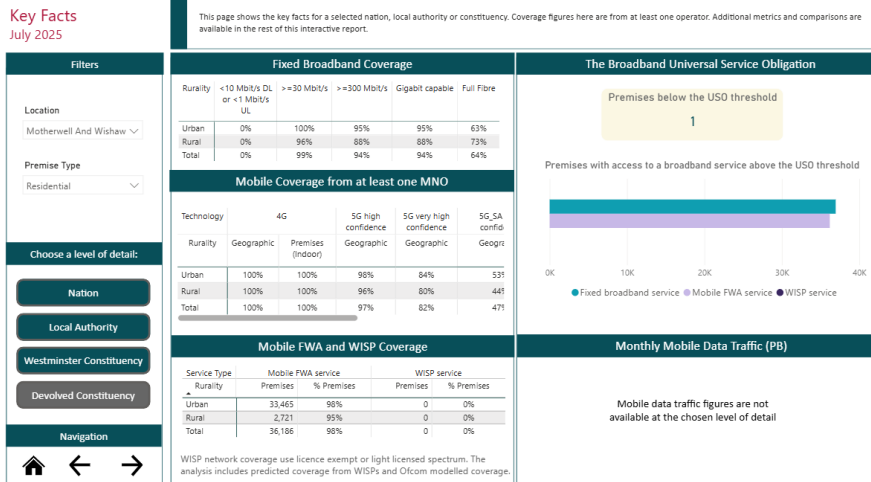 Key Facts
July 2025
This page shows the key facts for a selected nation, local authority or constituency. Coverage figures here are from at least one operator. Additional metrics and comparisons are
available in the rest of this interactive report.
Filters
Location
Motherwell And Wishaw
Premise Type
Residential
Choose a level of detail:
Nation
Local Authority
Westminster Constituency
Devolved Constituency
Navigation
Fixed Broadband Coverage
Rurality <10 Mbit/s DL >=30 Mbit/s >=300 Mbit/s Gigabit capable Full Fibre
or <1 Mbit/s
UL
Urban 0% 100% 95% 95% 63%
Rural 0% 96% 88% 88% 73%
Total 0% 99% 94% 94% 64%
Mobile Coverage from at least one MNO
Technology 4G 5G high 5G very high 5G_SA
confidence confidence confid
Rurality Geographic Premises Geographic Geographic Geogra
(Indoor)
Urban 100% 100% 98% 84% 53%
Rural 100% 100% 96% 80% 44%
Total 100% 100% 97% 82% 47%
Mobile FWA and WISP Coverage
Service Type Mobile FWA service WISP service
Rurality Premises % Premises Premises % Premises
Urban 33,465 98% 0 0%
Rural 2,721 95% 0 0%
Total 36,186 98% 0 0%
WISP network coverage use licence exempt or light licensed spectrum. The
analysis includes predicted coverage from WISPs and Ofcom modelled coverage.
The Broadband Universal Service Obligation
Premises below the USO threshold
1
Premises with access to a broadband service above the USO threshold
0K 10K 20K 30K 40K
Fixed broadband service Mobile FWA service WISP service
Monthly Mobile Data Traffic (PB)
Mobile data traffic figures are not
available at the chosen level of detail